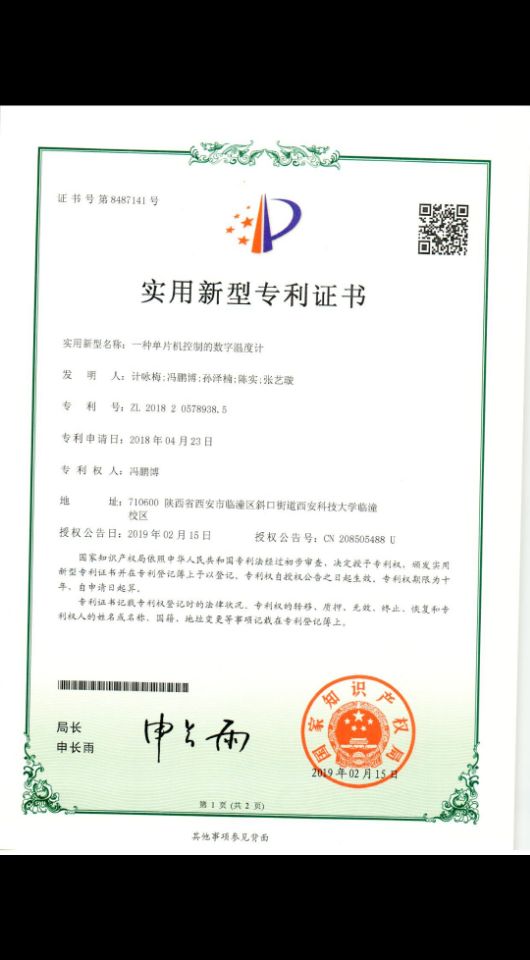 证书号第8487141号
实用新型专利证书
实用新型名称：一种单片机控制的数字温度计
发 明 人：计咏梅;冯鹏博;孙泽楠;陈实;张艺璇
专 利 号：ZL 2018 2 0578938.5
专利申请日：2018年04月23日
专 利 权 人：冯鹏博
地 址：710600 陕西省西安市临潼区斜口街道西安科技大学临潼
校区
授权公告日：2019年02月15日 授权公告号：CN 208505488 U
国家知识产权局依照中华人民共和国专利法经过初步审查，决定授予专利权，颁发实用
新型专利证书并在专利登记簿上予以登记。专利权自授权公告之日起生效。专利权期限为十
年，自申请日起算。
专利证书记载专利权登记时的法律状况。专利权的转移、质押、无效、终止、恢复和专
利权人的姓名或名称、国籍、地址变更等事项记载在专利登记簿上。
局长
申长雨
申长雨
国家知识产权局
2019年02月15日
第 1 页 (共 2 页)
其他事项参见背面